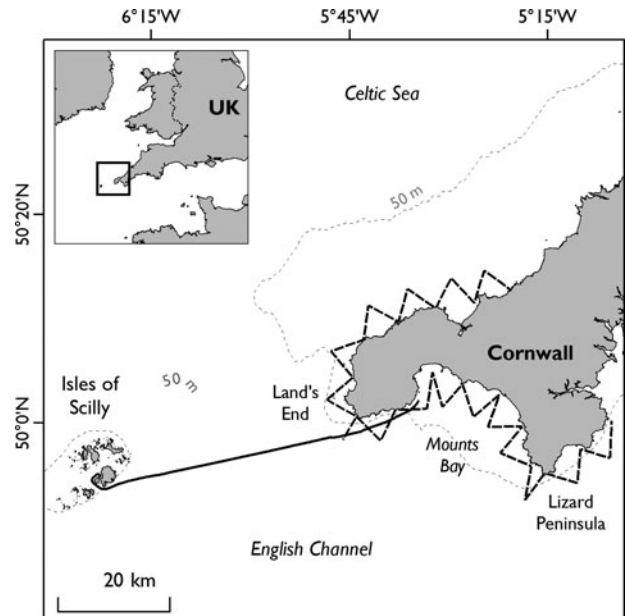 6°15'W
5°45'W
5°15'W
Celtic Sea
UK
50 m
50°20'N
Cornwall
Isles of
Scilly
50 m
Land's
End
50°0'N
Mounts
Bay
Lizard
Peninsula
English Channel
20 km